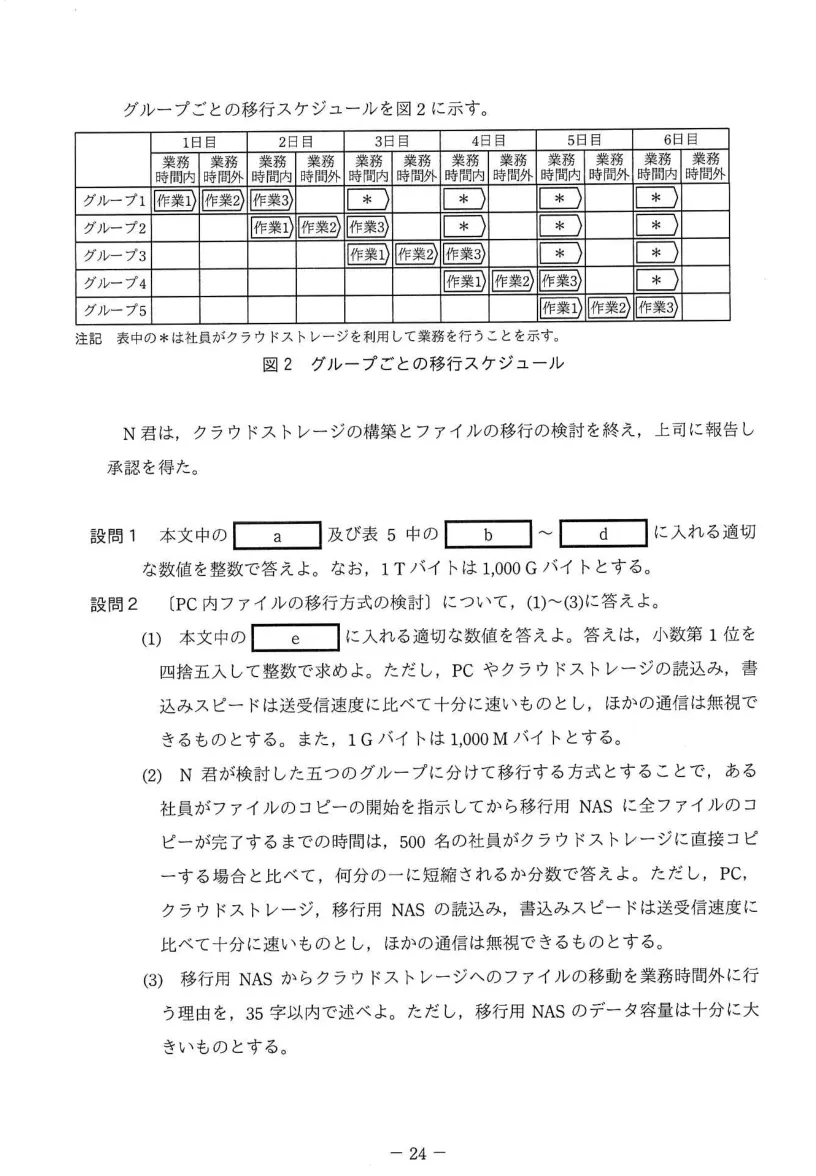 グループごとの移行スケジュールを図2に示す。
1日目 2日目 3日目 4日目 5日目 6日目
業務時間内 業務時間外 業務時間内 業務時間外 業務時間内 業務時間外 業務時間内 業務時間外 業務時間内 業務時間外 業務時間内 業務時間外
グループ1 作業1 作業2 作業3 * * * *
グループ2 作業1 作業2 作業3 * * *
グループ3 作業1 作業2 作業3 * *
グループ4 作業1 作業2 作業3 *
グループ5 作業1 作業2 作業3
注記 表中の*は社員がクラウドストレージを利用して業務を行うことを示す。
図2 グループごとの移行スケジュール
N君は，クラウドストレージの構築とファイルの移行の検討を終え，上司に報告し
承認を得た。
設問1 本文中の a 及び表 5 中の b ～ d に入れる適切
な数値を整数で答えよ。なお，1Tバイトは1,000Gバイトとする。
設問2 〔PC内ファイルの移行方式の検討〕について，(1)～(3)に答えよ。
(1) 本文中の e に入れる適切な数値を答えよ。答えは，小数第1位を
四捨五入して整数で求めよ。ただし，PCやクラウドストレージの読込み，書
込みスピードは送受信速度に比べて十分に速いものとし，ほかの通信は無視で
きるものとする。また，1Gバイトは1,000Mバイトとする。
(2) N君が検討した五つのグループに分けて移行する方式とすることで，ある
社員がファイルのコピーの開始を指示してから移行用NASに全ファイルのコ
ピーが完了するまでの時間は，500名の社員がクラウドストレージに直接コピ
ーする場合と比べて，何分の一に短縮されるか分数で答えよ。ただし，PC，
クラウドストレージ，移行用NASの読込み，書込みスピードは送受信速度に
比べて十分に速いものとし，ほかの通信は無視できるものとする。
(3) 移行用NASからクラウドストレージへのファイルの移動を業務時間外に行
う理由を，35字以内で述べよ。ただし，移行用NASのデータ容量は十分に大
きいものとする。
－ 24 －